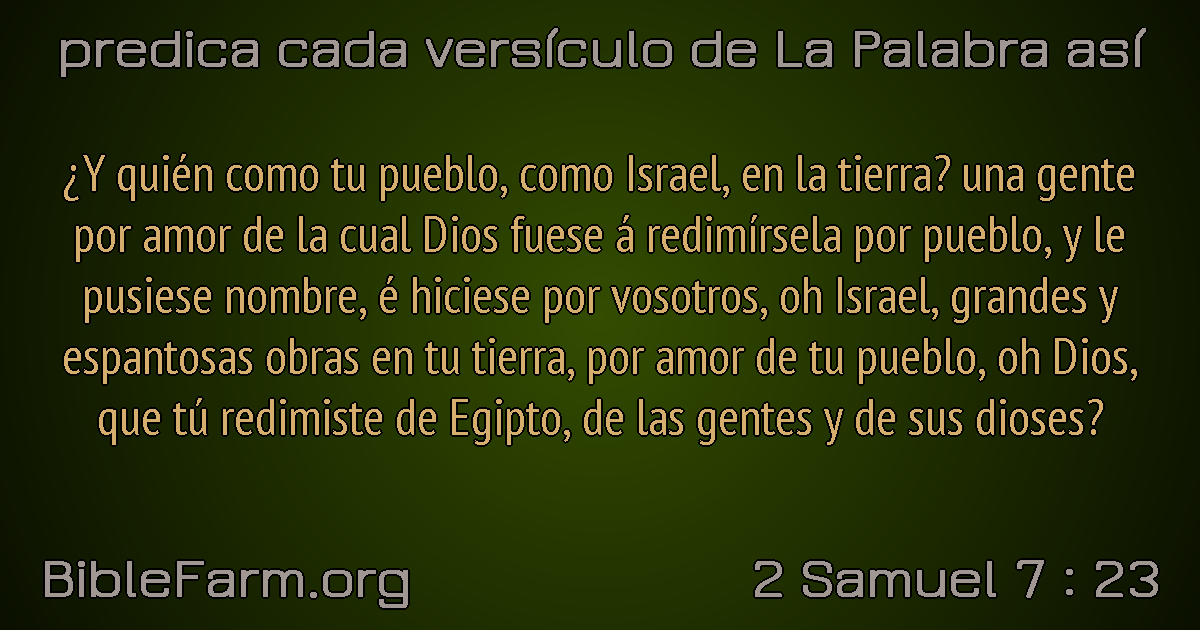 predica cada versículo de La Palabra así
¿Y quién como tu pueblo, como Israel, en la tierra? una gente
por amor de la cual Dios fuese á redimírsela por pueblo, y le
pusiese nombre, é hiciese por vosotros, oh Israel, grandes y
espantosas obras en tu tierra, por amor de tu pueblo, oh Dios,
que tú redimiste de Egipto, de las gentes y de sus dioses?
BibleFarm.org
2 Samuel 7 : 23